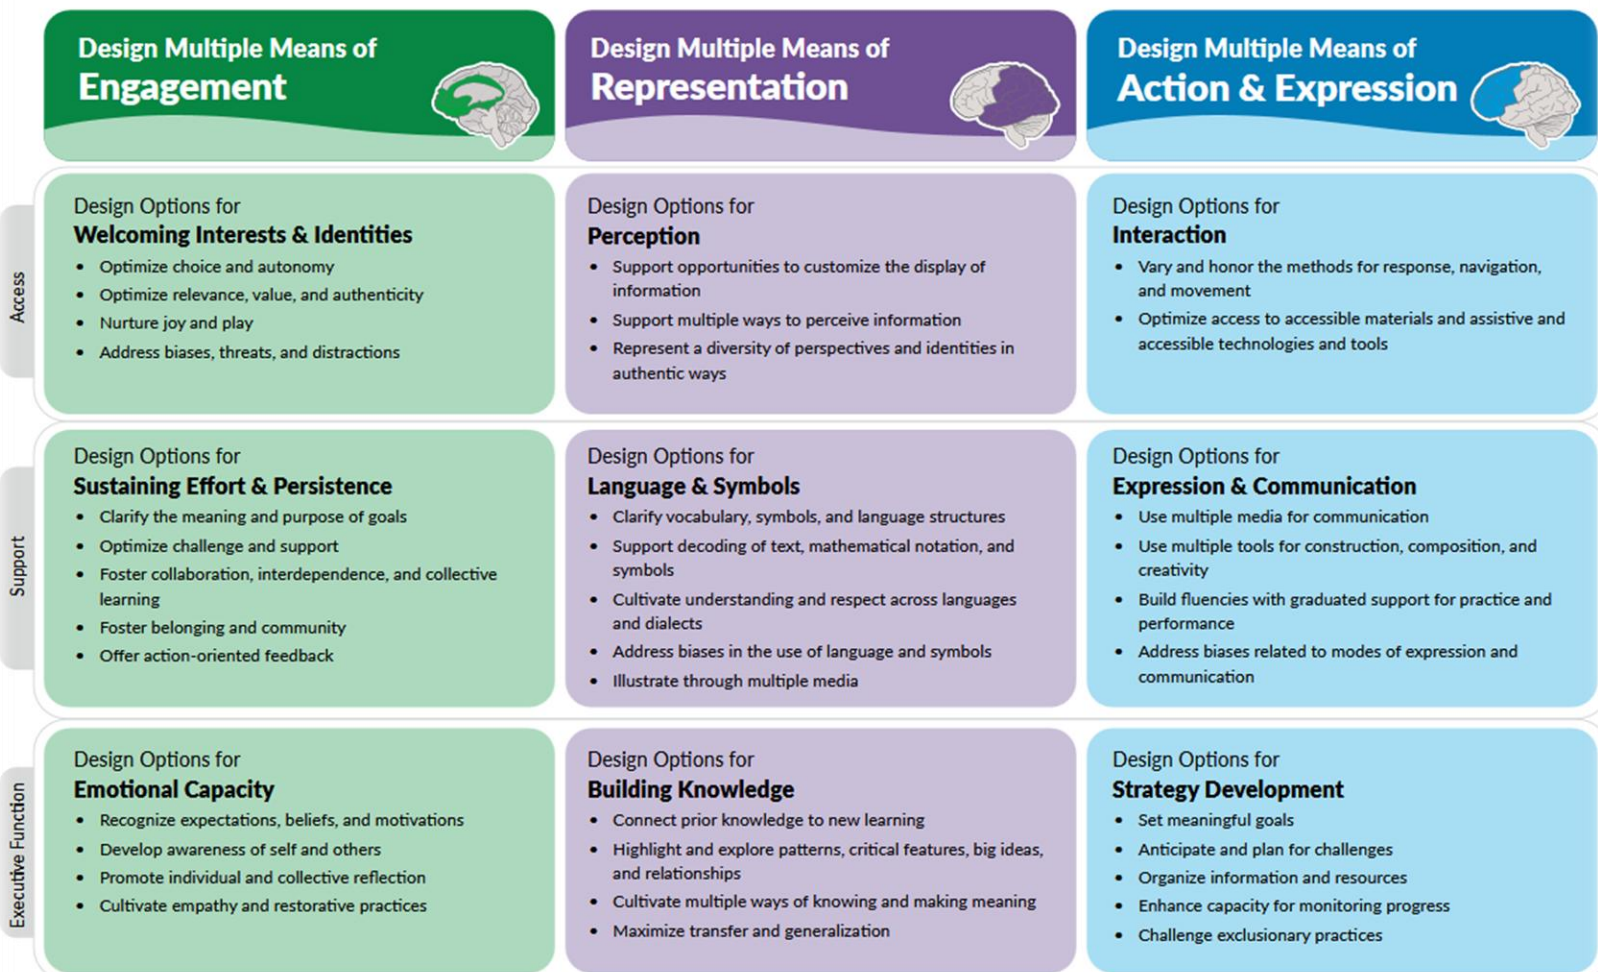 Design Multiple Means of
Engagement
Design Multiple Means of
Representation
Design Multiple Means of
Action & Expression
Access
Design Options for
Welcoming Interests & Identities
• Optimize choice and autonomy
• Optimize relevance, value, and authenticity
• Nurture joy and play
• Address biases, threats, and distractions
Design Options for
Perception
• Support opportunities to customize the display of
information
• Support multiple ways to perceive information
• Represent a diversity of perspectives and identities in
authentic ways
Design Options for
Interaction
• Vary and honor the methods for response, navigation,
and movement
• Optimize access to accessible materials and assistive and
accessible technologies and tools
Support
Design Options for
Sustaining Effort & Persistence
• Clarify the meaning and purpose of goals
• Optimize challenge and support
• Foster collaboration, interdependence, and collective
learning
• Foster belonging and community
• Offer action-oriented feedback
Design Options for
Language & Symbols
• Clarify vocabulary, symbols, and language structures
• Support decoding of text, mathematical notation, and
symbols
• Cultivate understanding and respect across languages
and dialects
• Address biases in the use of language and symbols
• Illustrate through multiple media
Design Options for
Expression & Communication
• Use multiple media for communication
• Use multiple tools for construction, composition, and
creativity
• Build fluencies with graduated support for practice and
performance
• Address biases related to modes of expression and
communication
Executive Function
Design Options for
Emotional Capacity
• Recognize expectations, beliefs, and motivations
• Develop awareness of self and others
• Promote individual and collective reflection
• Cultivate empathy and restorative practices
Design Options for
Building Knowledge
• Connect prior knowledge to new learning
• Highlight and explore patterns, critical features, big ideas,
and relationships
• Cultivate multiple ways of knowing and making meaning
• Maximize transfer and generalization
Design Options for
Strategy Development
• Set meaningful goals
• Anticipate and plan for challenges
• Organize information and resources
• Enhance capacity for monitoring progress
• Challenge exclusionary practices